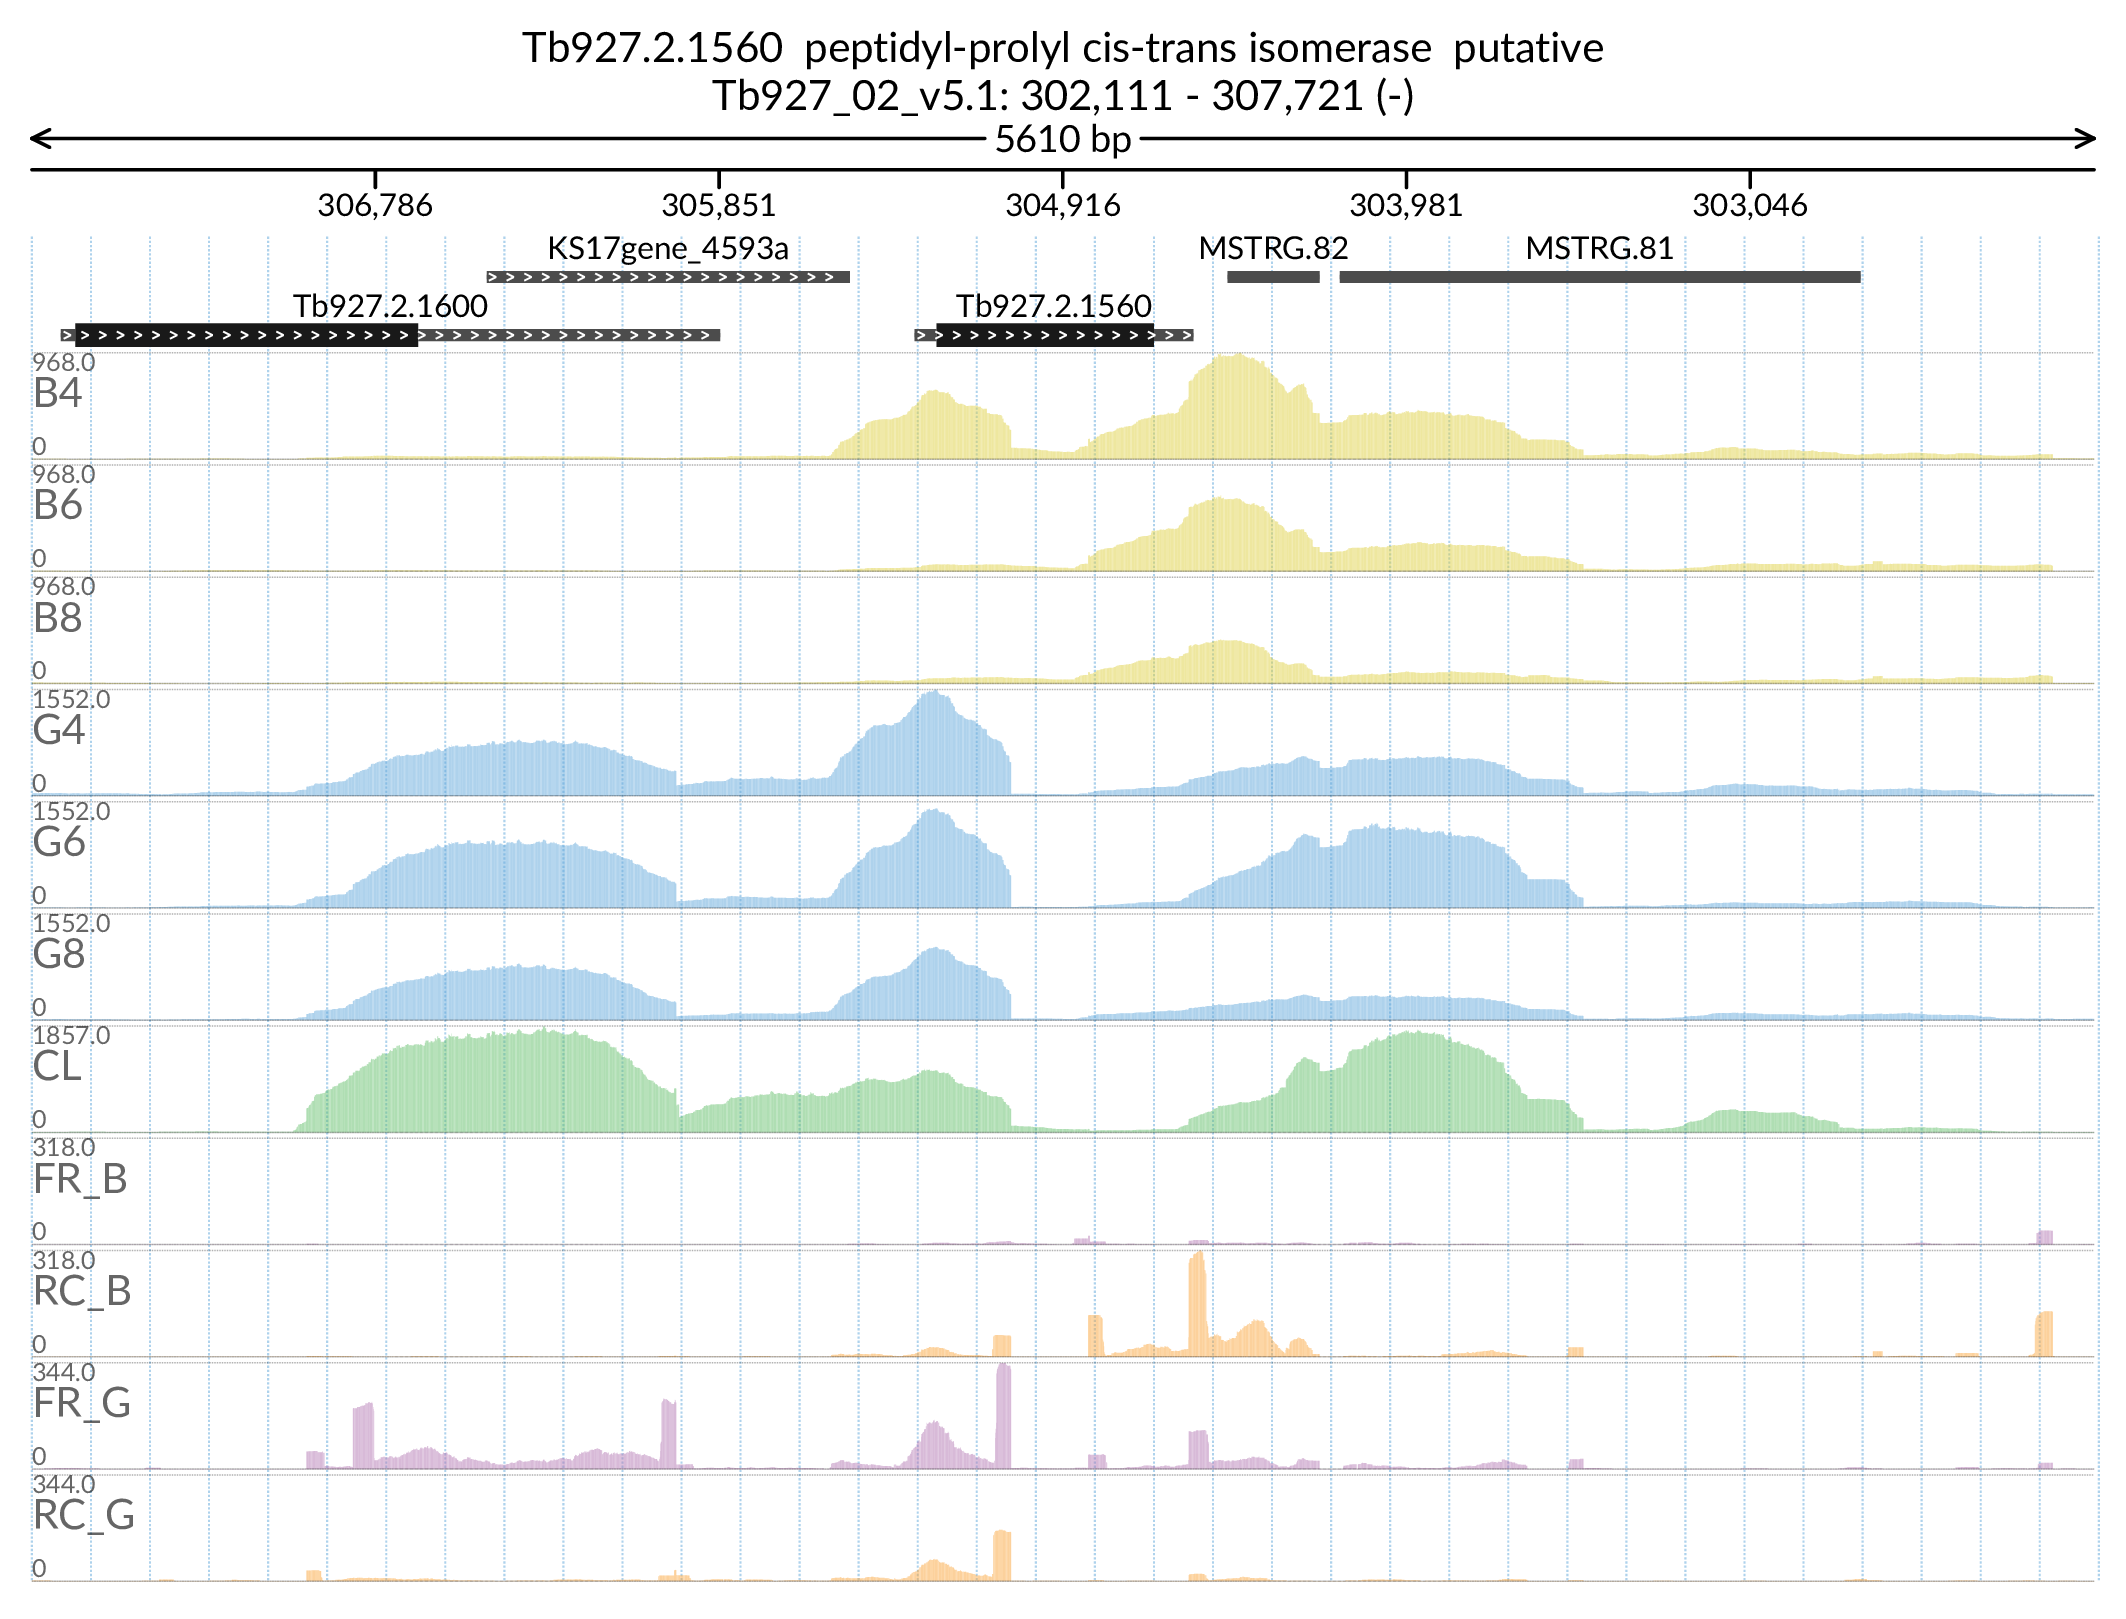 Tb927.2.1560 peptidyl-prolyl cis-trans isomerase putative
Tb927_02_v5.1: 302,111 - 307,721 (-)
5610 bp
306,786 305,851 304,916 303,981 303,046
KS17gene_4593a MSTRG.82 MSTRG.81
Tb927.2.1600 Tb927.2.1560
968.0
B4
0
968.0
B6
0
968.0
B8
0
1552.0
G4
0
1552.0
G6
0
1552.0
G8
0
1857.0
CL
0
318.0
FR_B
0
318.0
RC_B
0
344.0
FR_G
0
344.0
RC_G
0